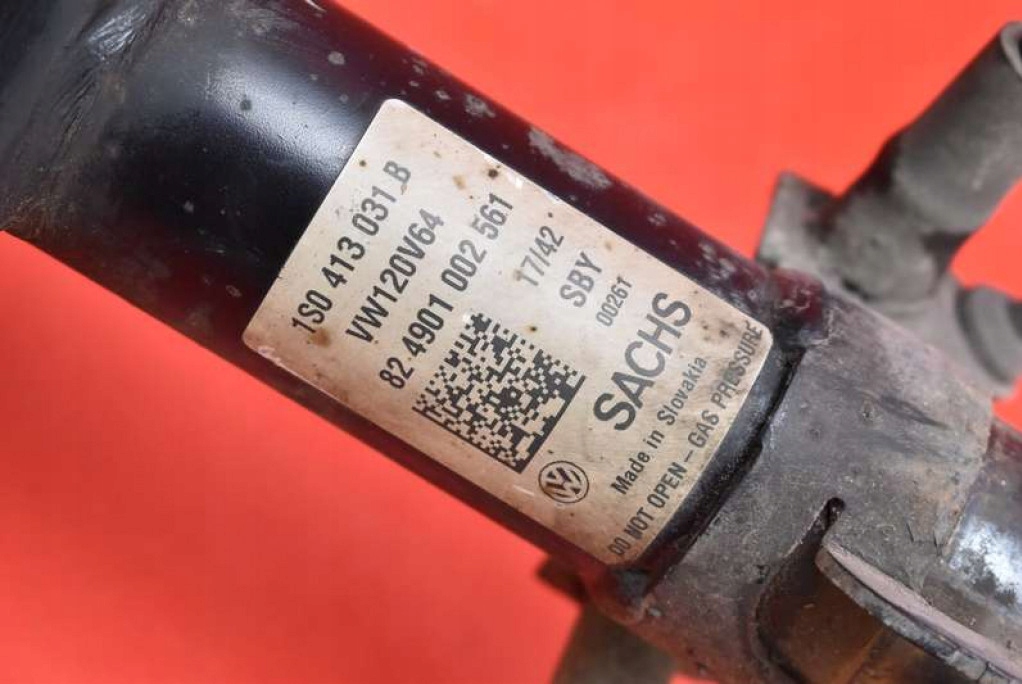 1S0 413 031 B
VW120V64
82 4901 002 561
17/42
SBY
00261
SACHS
Made in Slovakia
DO NOT OPEN - GAS PRESSURE